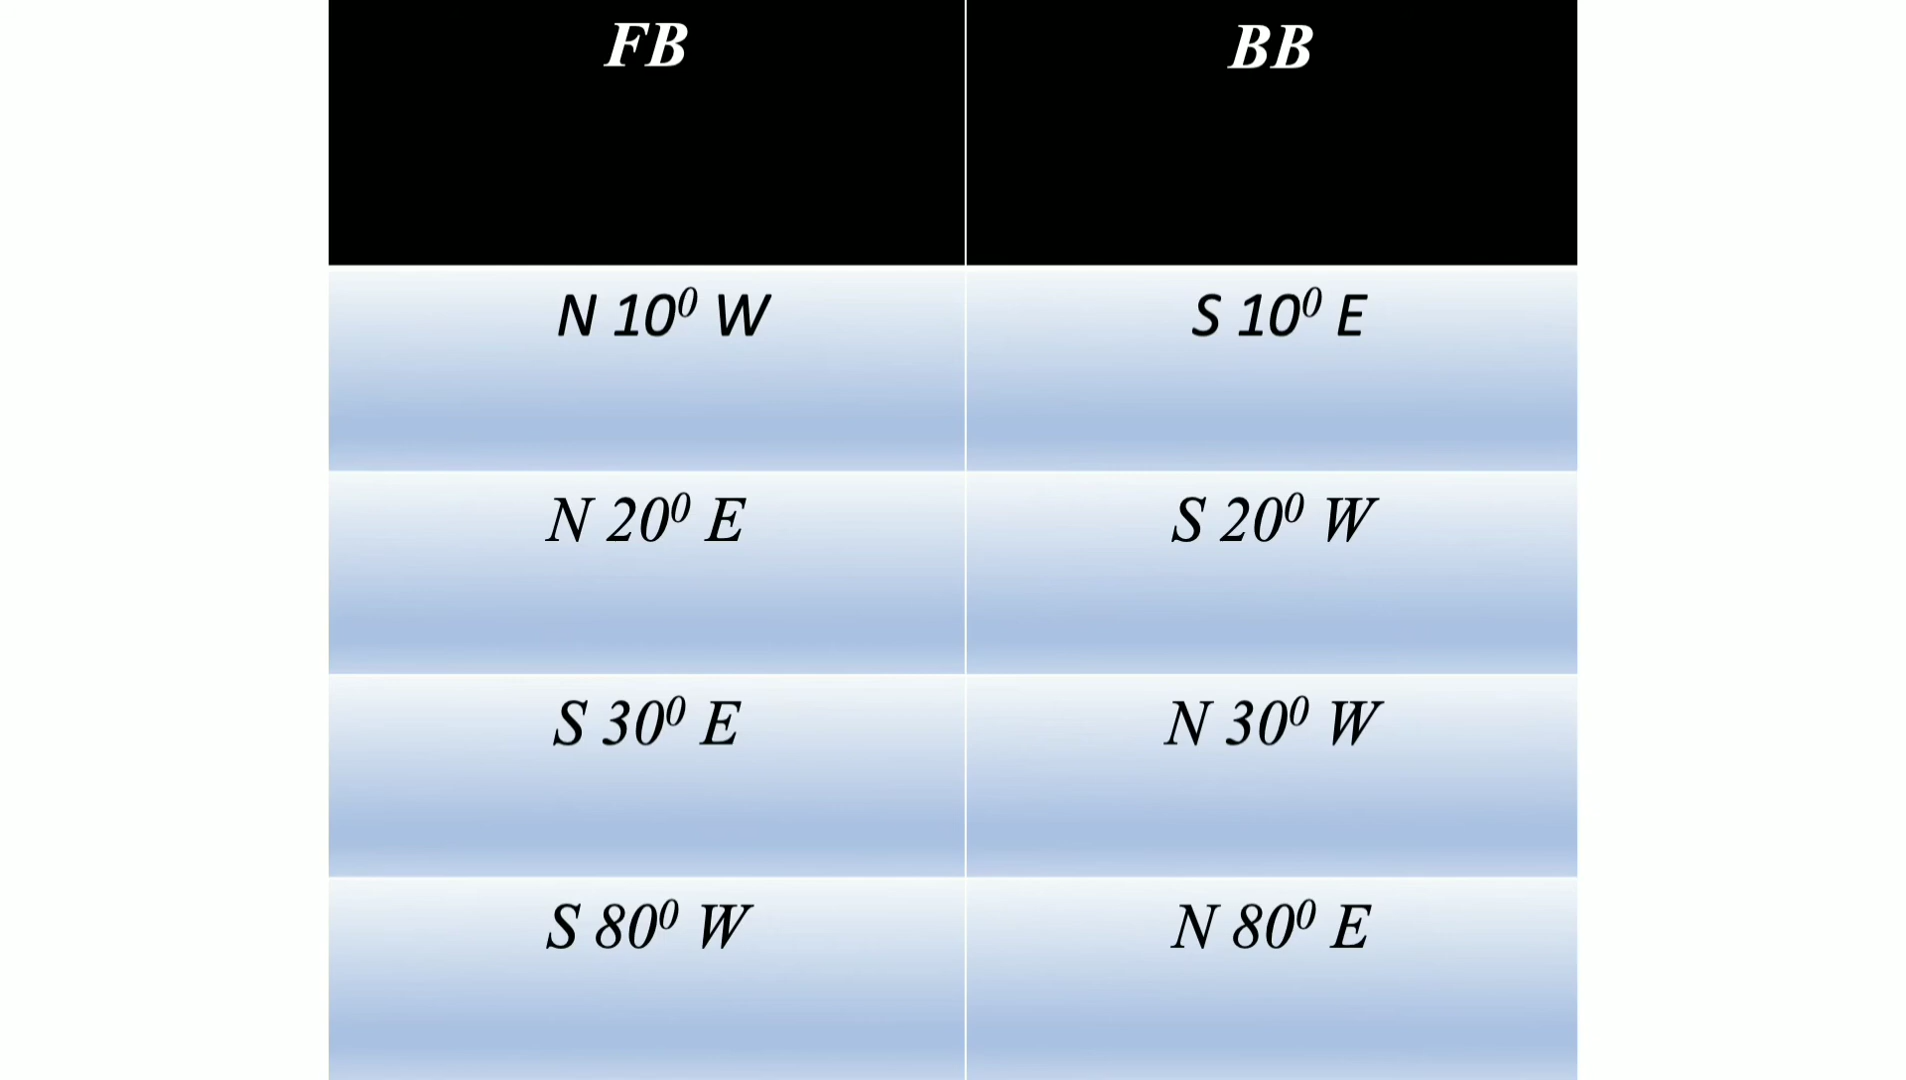 FB BB
N 10⁰ W S 10⁰ E
N 20⁰ E S 20⁰ W
S 30⁰ E N 30⁰ W
S 80⁰ W N 80⁰ E